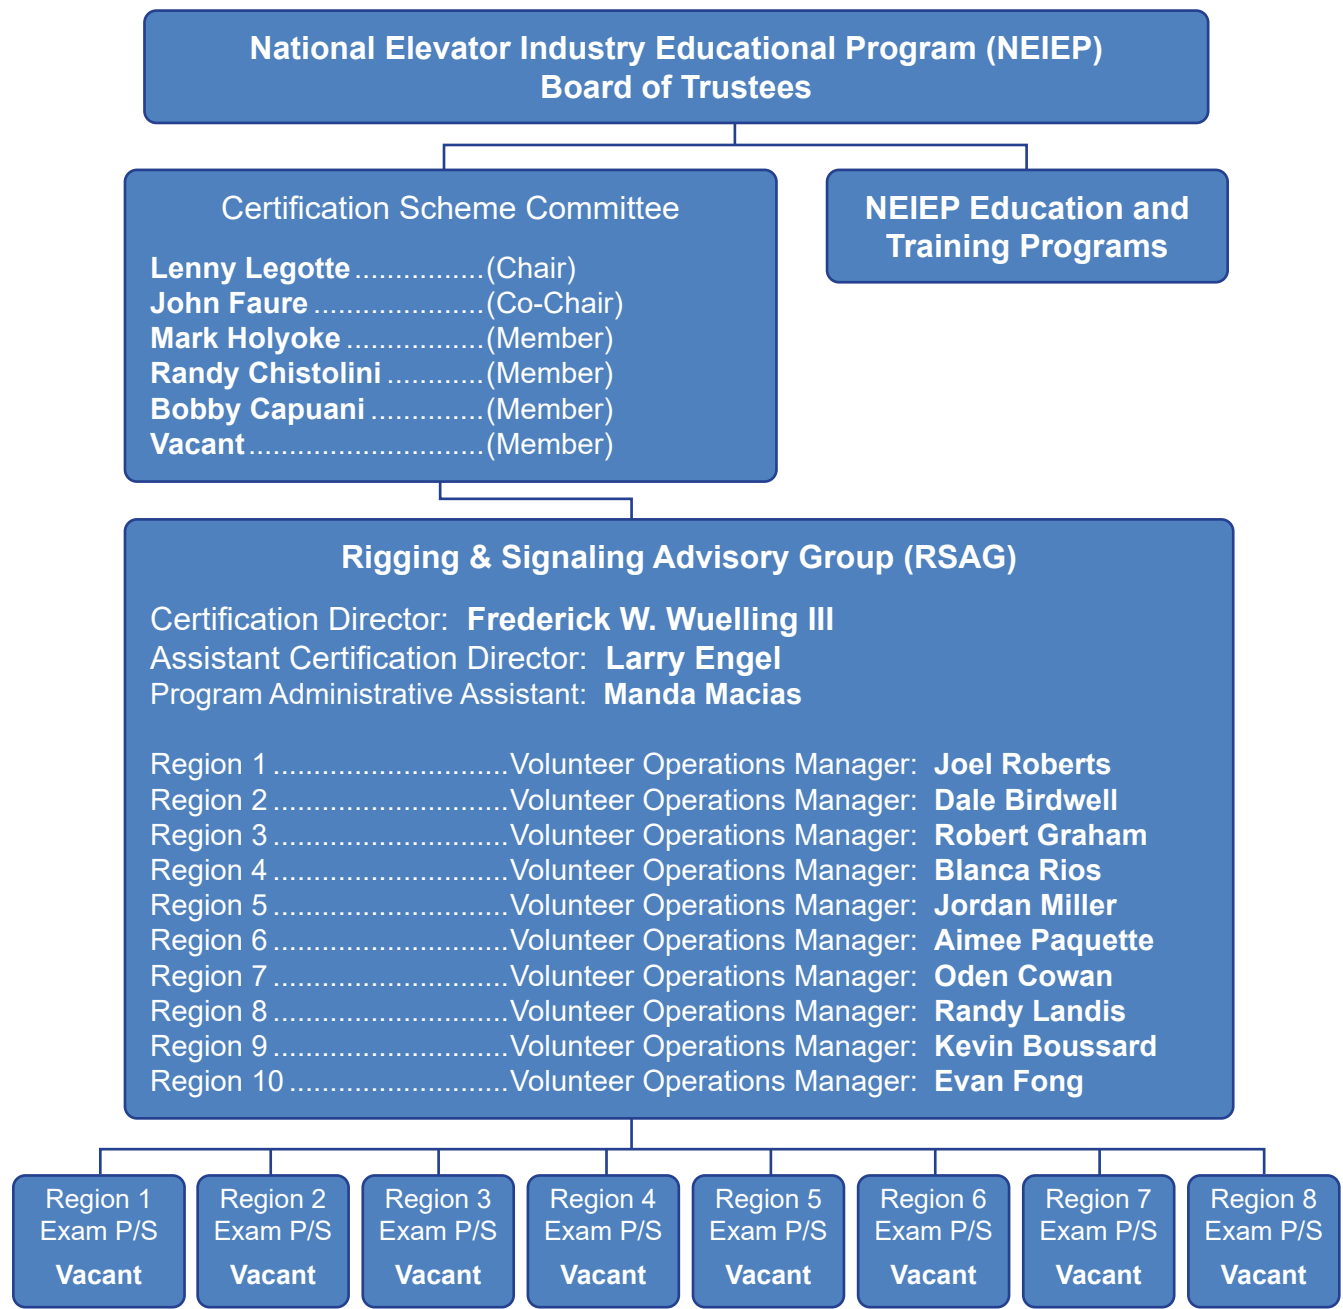 National Elevator Industry Educational Program (NEIEP)
Board of Trustees
Certification Scheme Committee
Lenny Legotte................(Chair)
John Faure.....................(Co-Chair)
Mark Holyoke.................(Member)
Randy Chistolini............(Member)
Bobby Capuani..............(Member)
Vacant.............................(Member)
NEIEP Education and
Training Programs
Rigging & Signaling Advisory Group (RSAG)
Certification Director: Frederick W. Wuelling III
Assistant Certification Director: Larry Engel
Program Administrative Assistant: Manda Macias
Region 1.............................Volunteer Operations Manager: Joel Roberts
Region 2.............................Volunteer Operations Manager: Dale Birdwell
Region 3.............................Volunteer Operations Manager: Robert Graham
Region 4.............................Volunteer Operations Manager: Blanca Rios
Region 5.............................Volunteer Operations Manager: Jordan Miller
Region 6.............................Volunteer Operations Manager: Aimee Paquette
Region 7.............................Volunteer Operations Manager: Oden Cowan
Region 8.............................Volunteer Operations Manager: Randy Landis
Region 9.............................Volunteer Operations Manager: Kevin Boussard
Region 10...........................Volunteer Operations Manager: Evan Fong
Region 1
Exam P/S
Vacant
Region 2
Exam P/S
Vacant
Region 3
Exam P/S
Vacant
Region 4
Exam P/S
Vacant
Region 5
Exam P/S
Vacant
Region 6
Exam P/S
Vacant
Region 7
Exam P/S
Vacant
Region 8
Exam P/S
Vacant